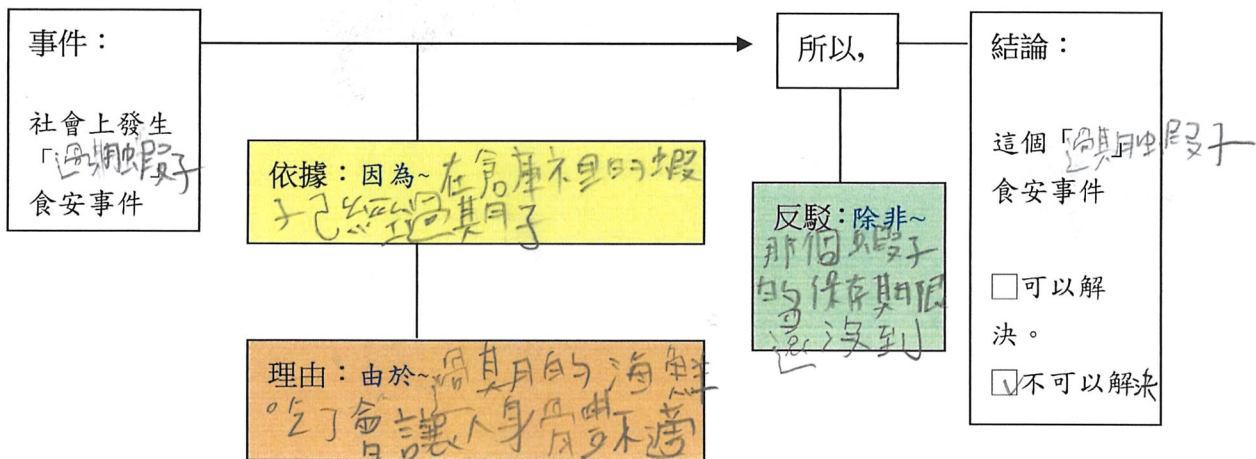 事件：
社會上發生
「過期蝦子
食安事件
依據：因為~在倉庫裡的蝦
子已經過期了
理由：由於~過期的海鮮
吃了會讓人身體不適
所以,
反駁：除非~
那個蝦子
的保存期限
還沒到
結論：
這個「過期蝦子
食安事件
□可以解
決。
☑不可以解決